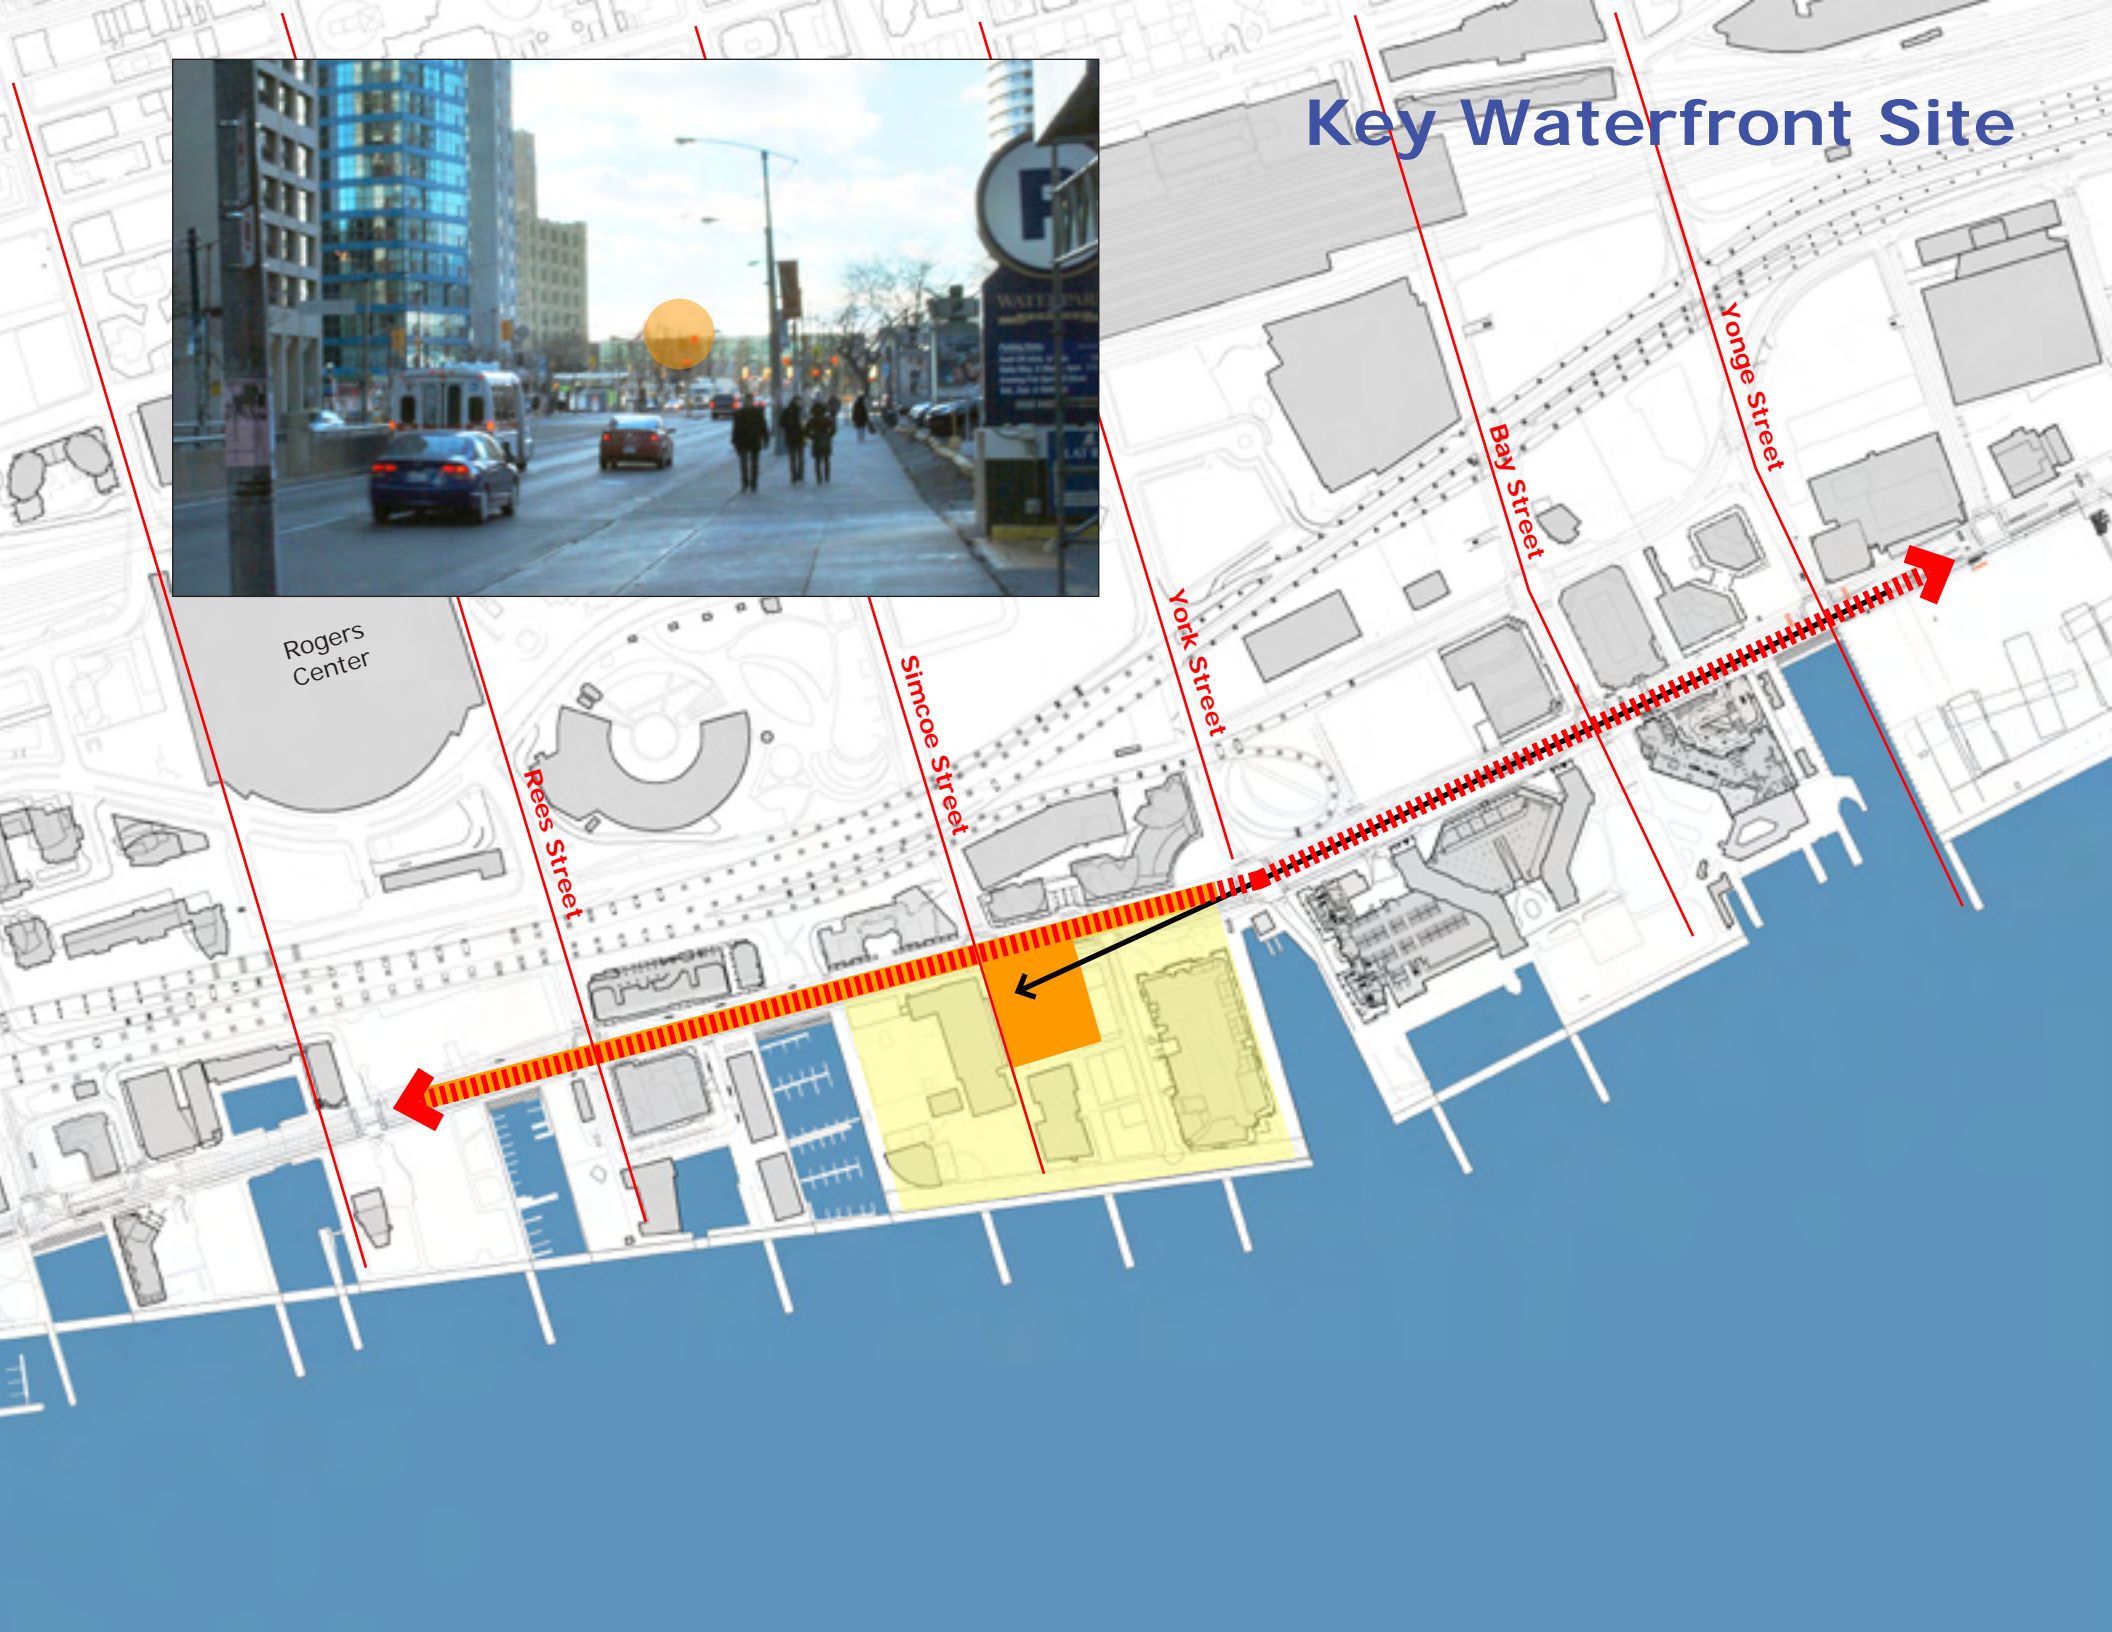 Key Waterfront Site
P
Yonge Street
Bay Street
York Street
Rogers
Center
Simcoe Street
Rees Street